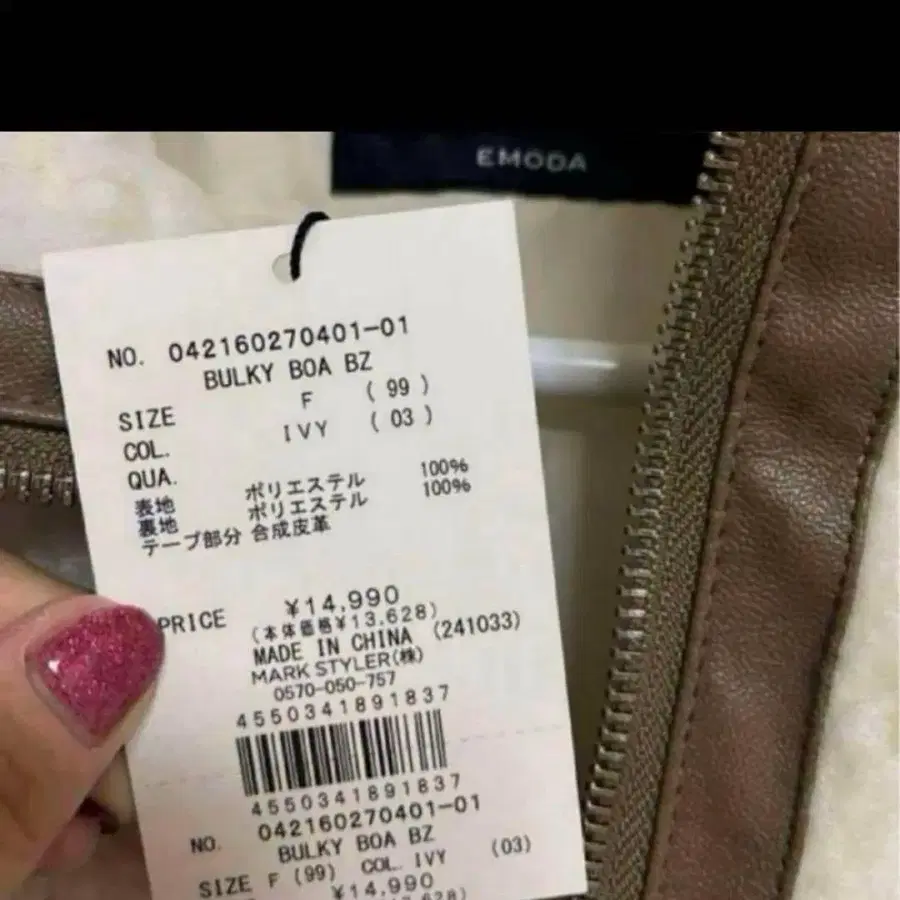 EMODA
NO. 042160270401-01
BULKY BOA BZ
SIZE F (99)
COL. IVY (03)
QUA.
表地 ポリエステル 100%
裏地 ポリエステル 100%
テープ部分 合成皮革
PRICE ¥14,990
(本体価格¥13,628)
MADE IN CHINA (241033)
MARK STYLER(株)
0570-050-757
4550341891837
4550341891837
NO. 042160270401-01
BULKY BOA BZ
SIZE F (99) COL. IVY (03)
¥14,990